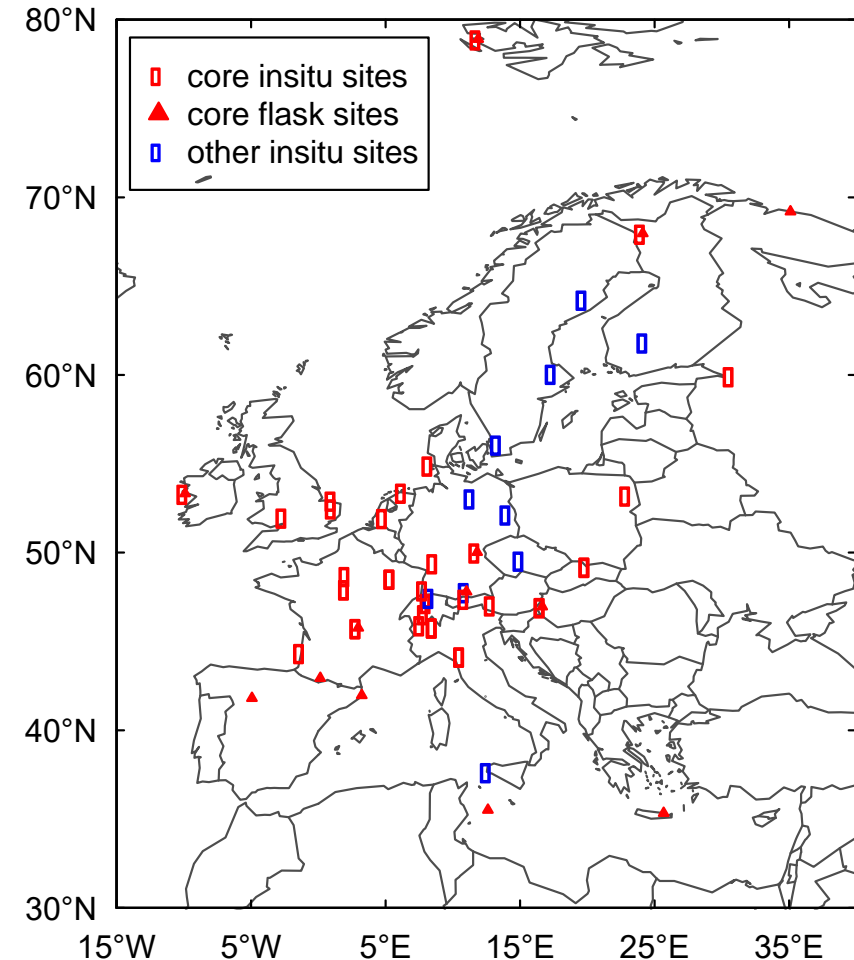 80°N
core insitu sites
core flask sites
other insitu sites
70°N
60°N
50°N
40°N
30°N
15°W 5°W 5°E 15°E 25°E 35°E